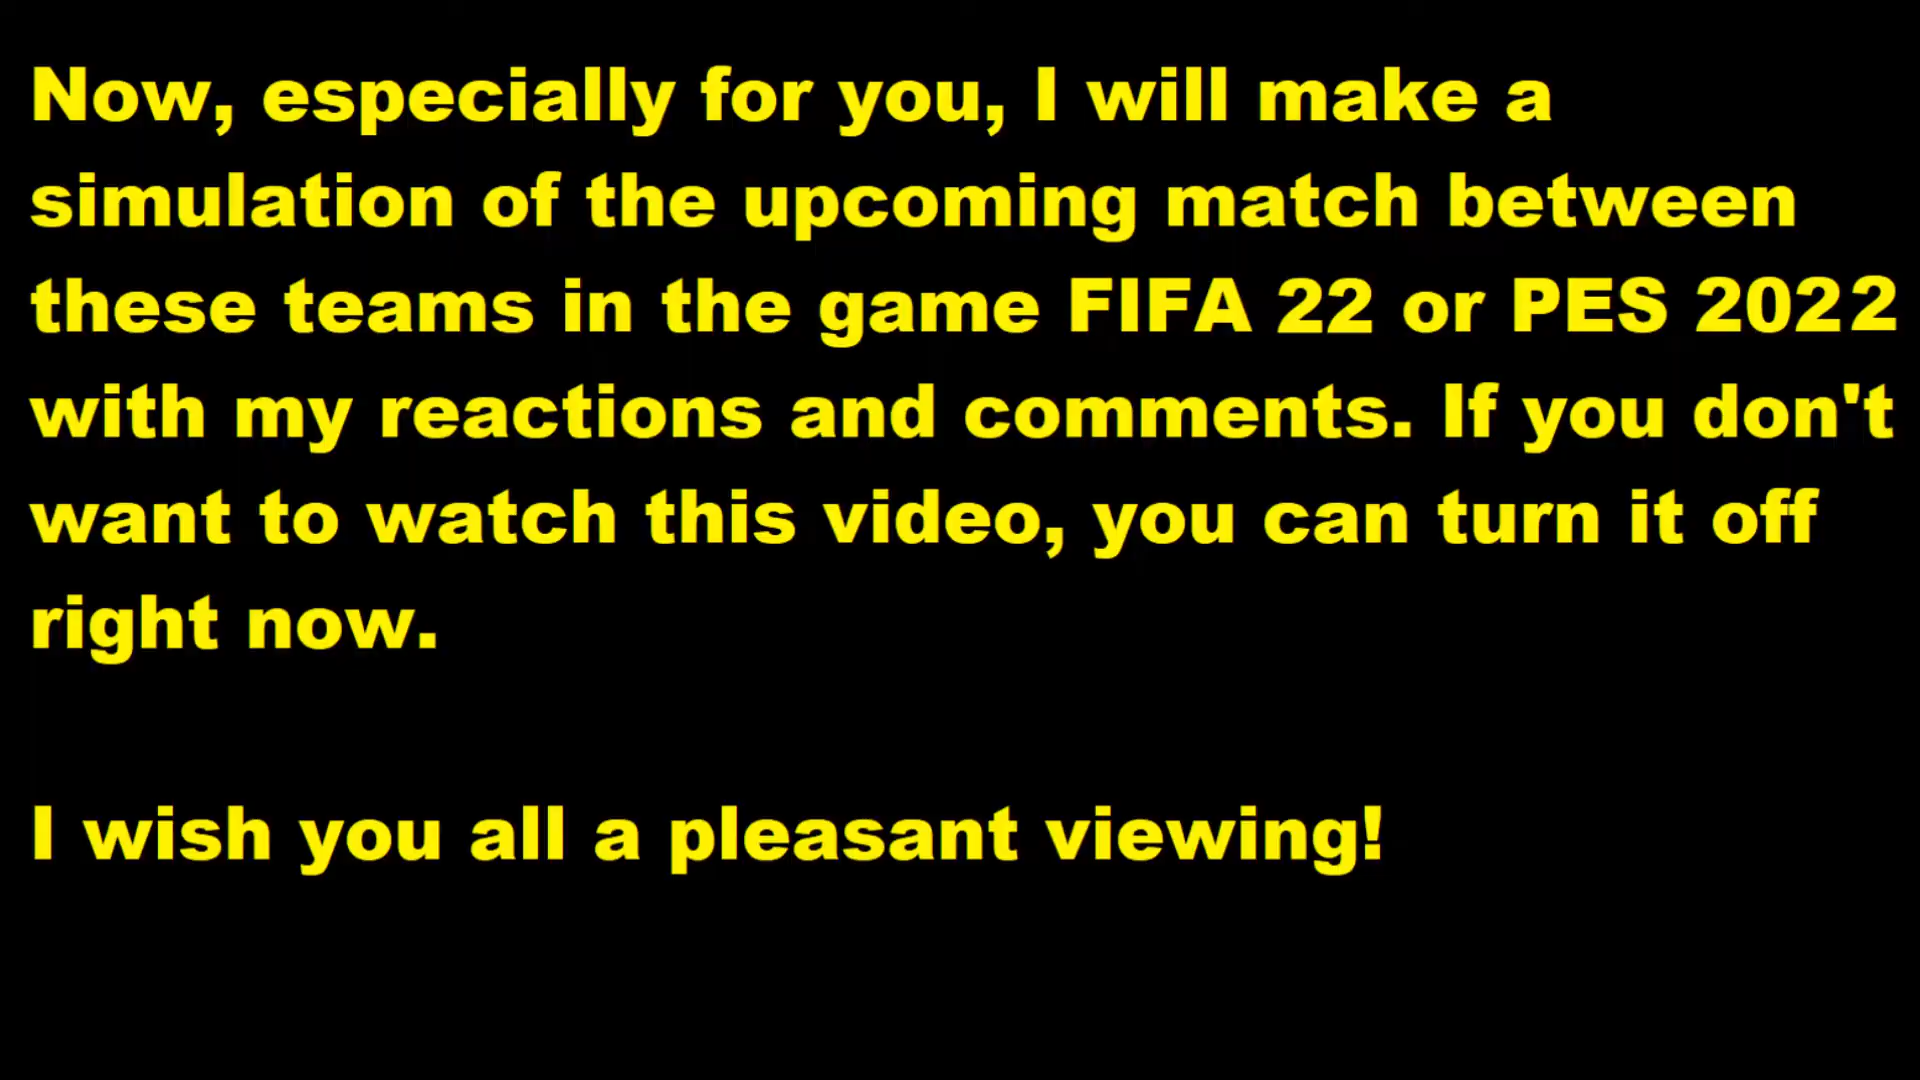 Now, especially for you, I will make a
simulation of the upcoming match between
these teams in the game FIFA 22 or PES 2022
with my reactions and comments. If you don't
want to watch this video, you can turn it off
right now.
I wish you all a pleasant viewing!